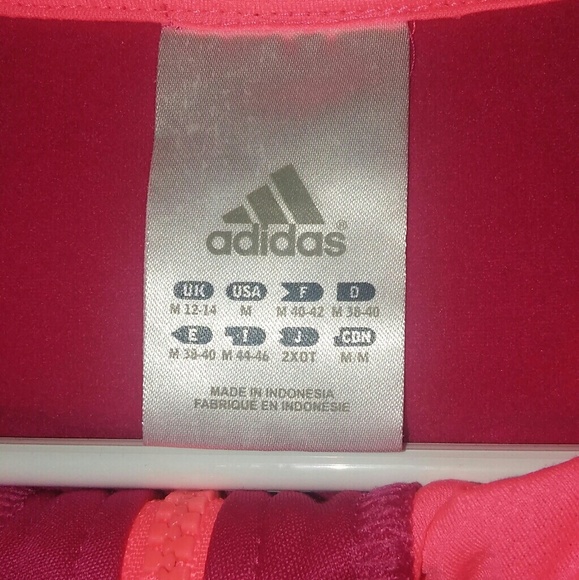 adidas®
UK USA F D
M 12-14 M M 40-42 M 38-40
E I J CDN
M 38-40 M 44-46 2XOT M/M
MADE IN INDONESIA
FABRIQUE EN INDONÉSIE